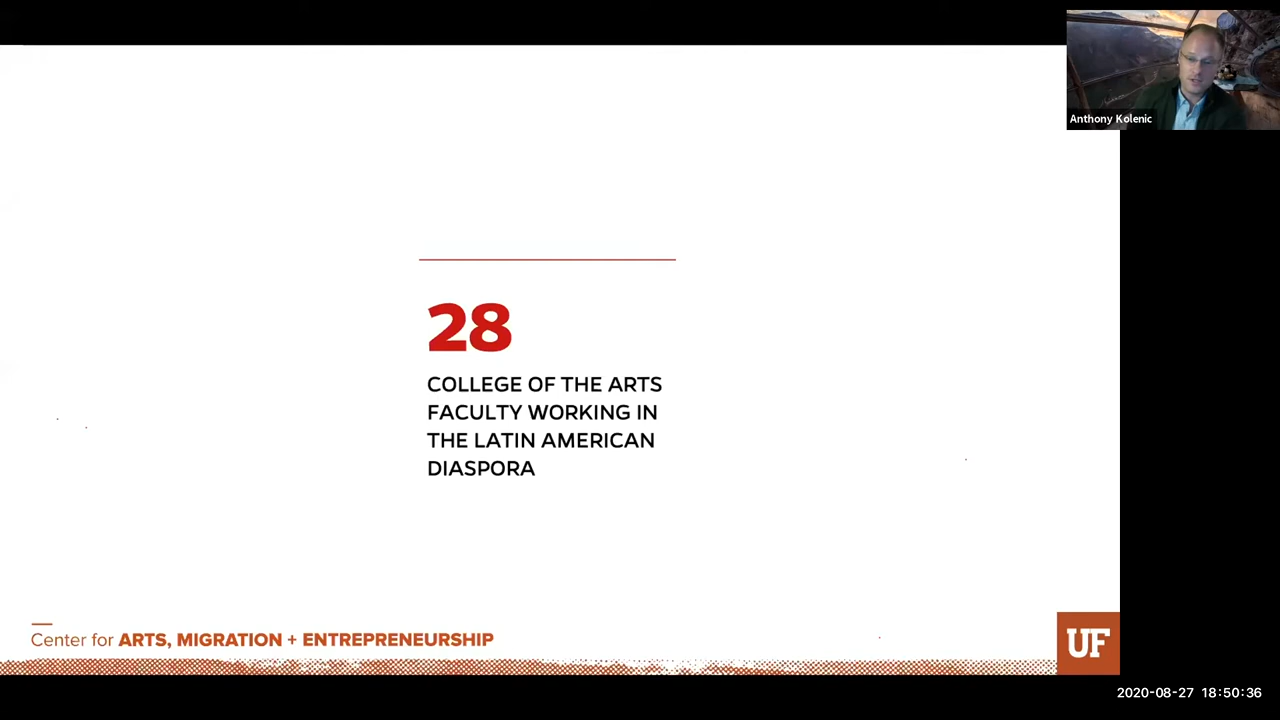 Anthony Kolenic
28
COLLEGE OF THE ARTS
FACULTY WORKING IN
THE LATIN AMERICAN
DIASPORA
Center for ARTS, MIGRATION + ENTREPRENEURSHIP
UF
2020-08-27 18:50:36